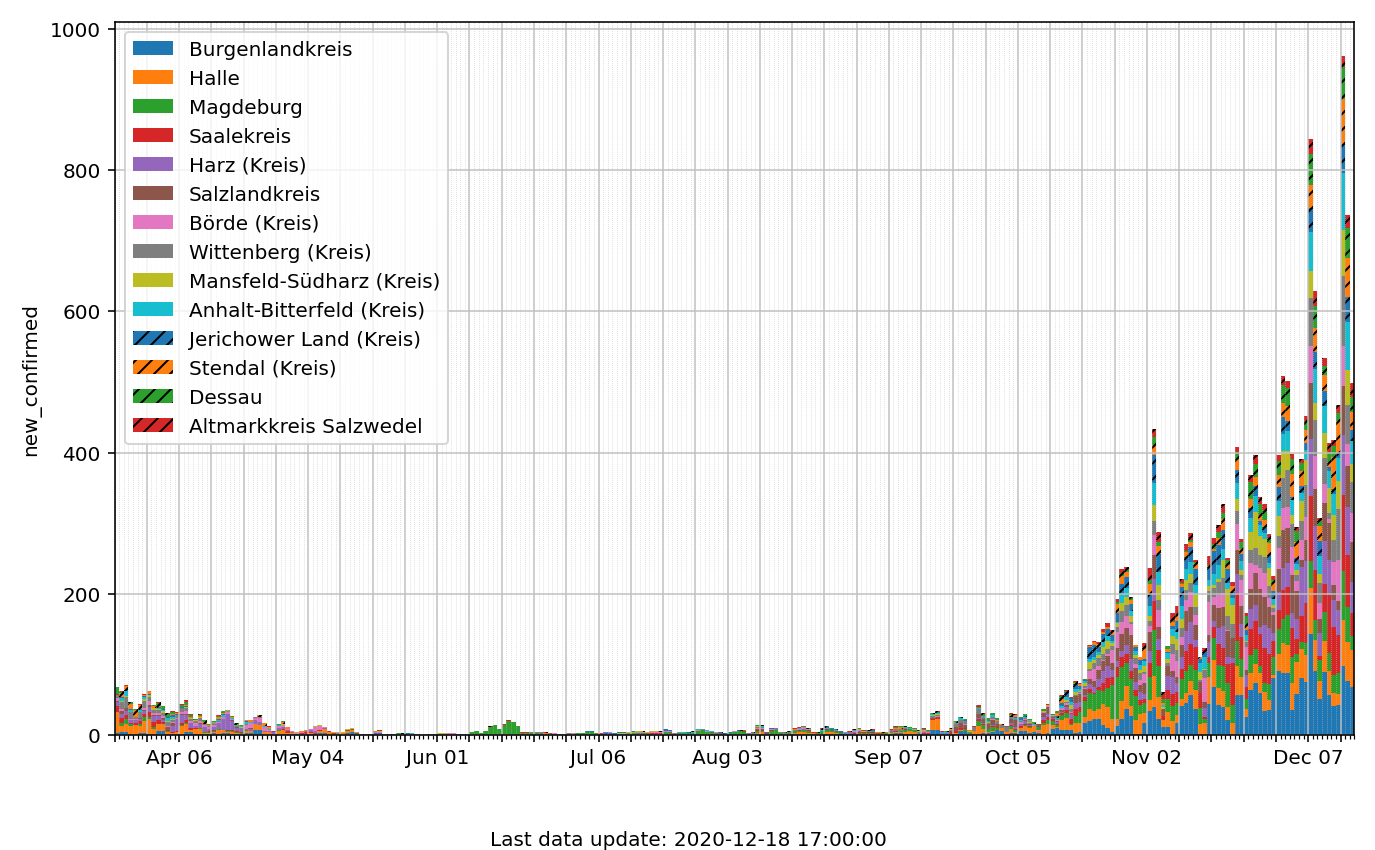 1000
800
600
400
200
0
new_confirmed
Burgenlandkreis
Halle
Magdeburg
Saalekreis
Harz (Kreis)
Salzlandkreis
Börde (Kreis)
Wittenberg (Kreis)
Mansfeld-Südharz (Kreis)
Anhalt-Bitterfeld (Kreis)
Jerichower Land (Kreis)
Stendal (Kreis)
Dessau
Altmarkkreis Salzwedel
Apr 06 May 04 Jun 01 Jul 06 Aug 03 Sep 07 Oct 05 Nov 02 Dec 07
Last data update: 2020-12-18 17:00:00